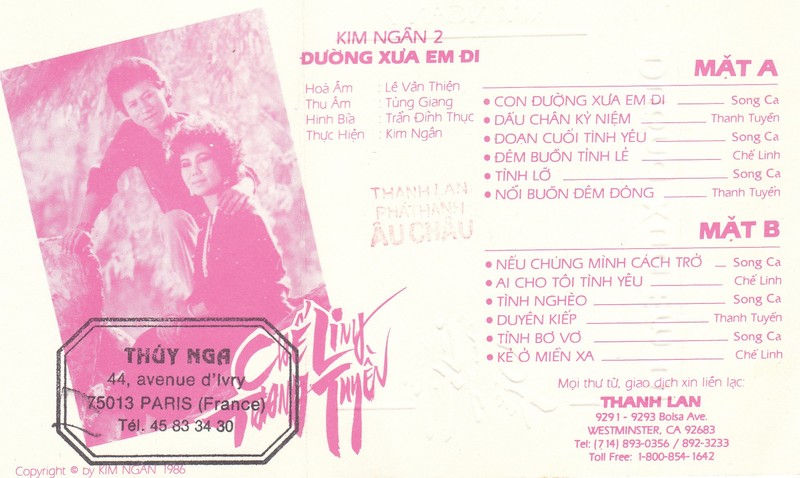 KIM NGÂN 2
ĐƯỜNG XƯA EM ĐI
Hoà Âm : Lê Văn Thiện
Thu Âm : Tùng Giang
Hình Bìa : Trần Đình Thục
Thực Hiện : Kim Ngân
THANH LAN
PHÁT HÀNH
ÂU CHÂU
MẶT A
• CON ĐƯỜNG XƯA EM ĐI Song Ca
• DẤU CHÂN KỶ NIỆM Thanh Tuyền
• ĐOẠN CUỐI TÌNH YÊU Song Ca
• ĐÊM BUỒN TỈNH LẺ Chế Linh
• TÌNH LỠ Song Ca
• NỖI BUỒN ĐÊM ĐÔNG Thanh Tuyền
MẶT B
• NẾU CHÚNG MÌNH CÁCH TRỞ Song Ca
• AI CHO TÔI TÌNH YÊU Chế Linh
• TÌNH NGHÈO Song Ca
• DUYÊN KIẾP Thanh Tuyền
• TÌNH BƠ VƠ Song Ca
• KẺ Ở MIỀN XA Chế Linh
Mọi thư từ, giao dịch xin liên lạc:
THANH LAN
9291 - 9293 Bolsa Ave.
WESTMINSTER, CA 92683
Tel: (714) 893-0356 / 892-3233
Toll Free: 1-800-854-1642
Chế Linh
Thanh Tuyền
THÚY NGA
44, avenue d'Ivry
75013 PARIS (France)
Tél. 45 83 34 30
Copyright © by KIM NGÂN 1986